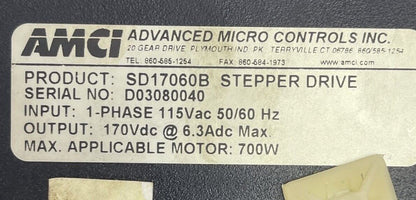 AMCI
ADVANCED MICRO CONTROLS INC.
20 GEAR DRIVE, PLYMOUTH IND. PK. TERRYVILLE, CT 06786 860/585-1254
TEL. 860-585-1254 FAX: 860-584-1973 www.amci.com
PRODUCT: SD17060B STEPPER DRIVE
SERIAL NO: D03080040
INPUT: 1-PHASE 115Vac 50/60 Hz
OUTPUT: 170Vdc @ 6.3Adc Max.
MAX. APPLICABLE MOTOR: 700W